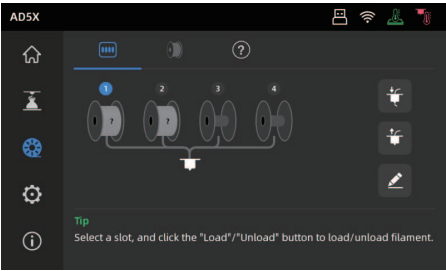 AD5X
?
1 2 3 4
? ?
Tip
Select a slot, and click the "Load"/"Unload" button to load/unload filament.